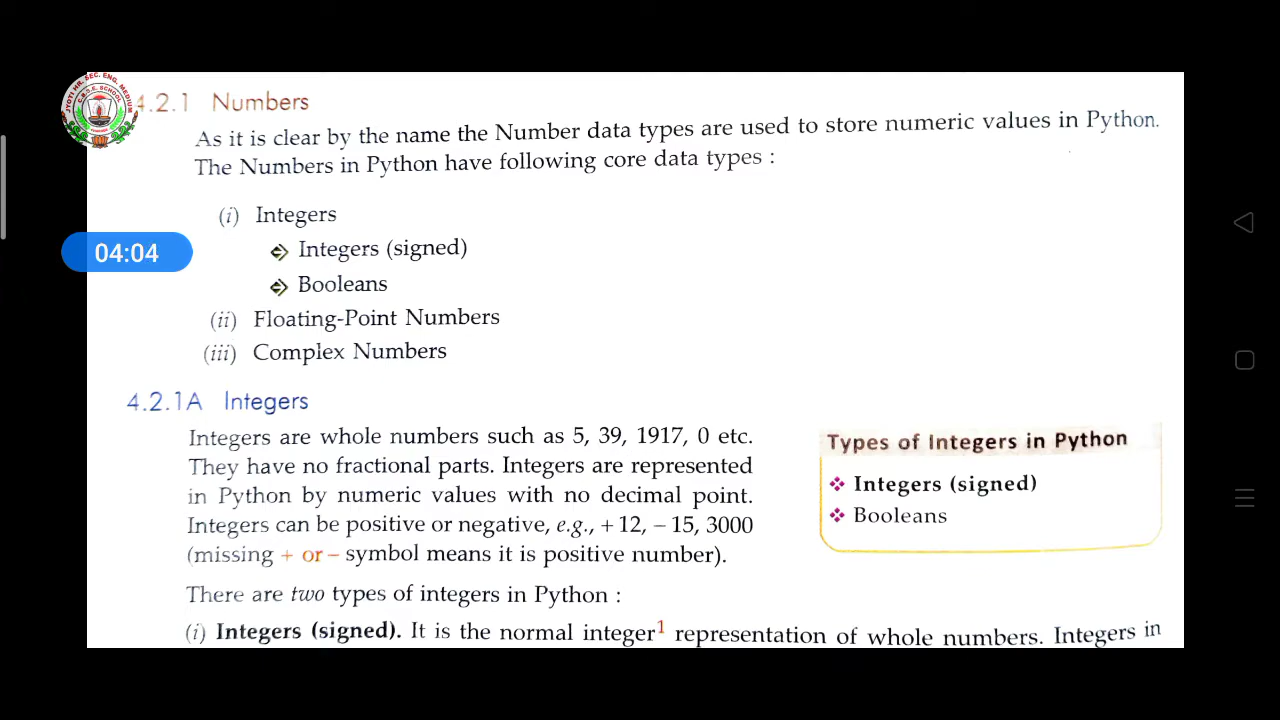 JYOTI HR. SEC. ENG. MEDIUM
C.B.S.E. SCHOOL
4.2.1 Numbers
As it is clear by the name the Number data types are used to store numeric values in Python.
The Numbers in Python have following core data types :
(i) Integers
Integers (signed)
04:04
Booleans
(ii) Floating-Point Numbers
(iii) Complex Numbers
4.2.1A Integers
Integers are whole numbers such as 5, 39, 1917, 0 etc.
They have no fractional parts. Integers are represented
in Python by numeric values with no decimal point.
Integers can be positive or negative, e.g., + 12, – 15, 3000
(missing + or – symbol means it is positive number).
Types of Integers in Python
❖ Integers (signed)
❖ Booleans
There are two types of integers in Python :
(i) Integers (signed). It is the normal integer¹ representation of whole numbers. Integers in